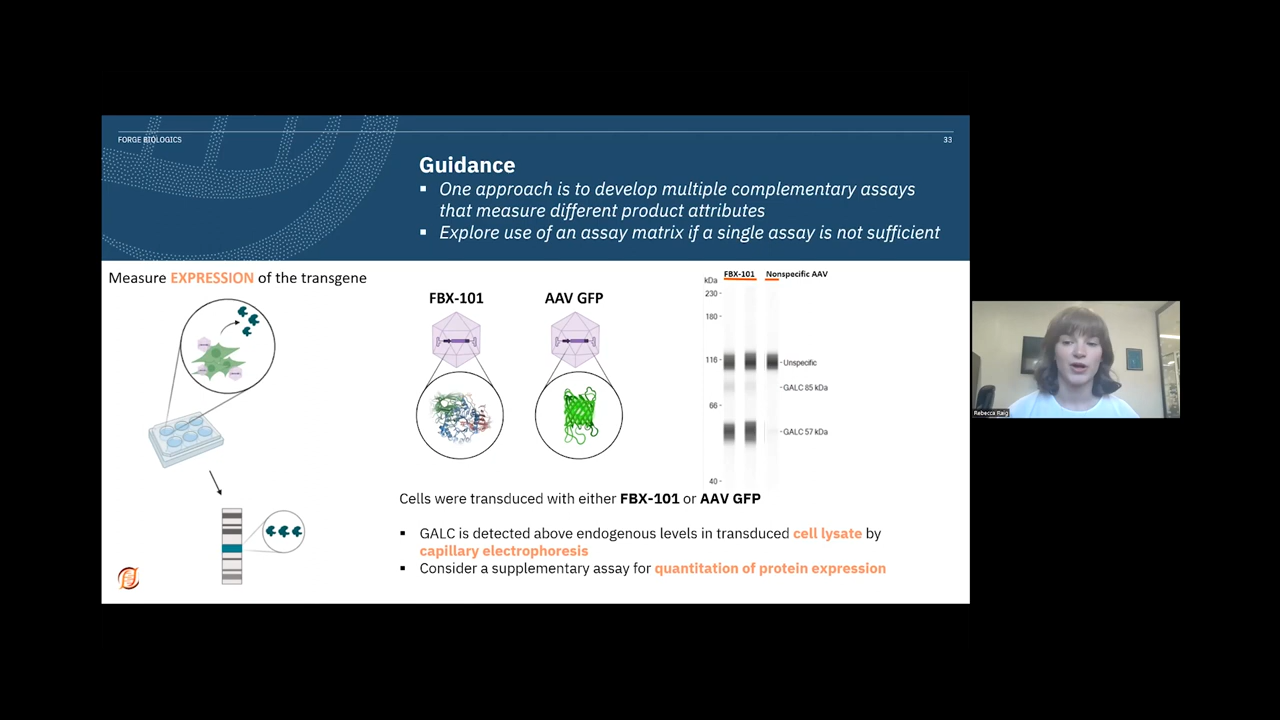 FORGE BIOLOGICS
33
Guidance
▪ One approach is to develop multiple complementary assays
that measure different product attributes
▪ Explore use of an assay matrix if a single assay is not sufficient
Measure EXPRESSION of the transgene
FBX-101
AAV GFP
kDa
FBX-101
Nonspecific AAV
230
180
116
Unspecific
GALC 85 kDa
66
GALC 57 kDa
40
Cells were transduced with either FBX-101 or AAV GFP
▪ GALC is detected above endogenous levels in transduced cell lysate by
capillary electrophoresis
▪ Consider a supplementary assay for quantitation of protein expression
Rebecca Raig